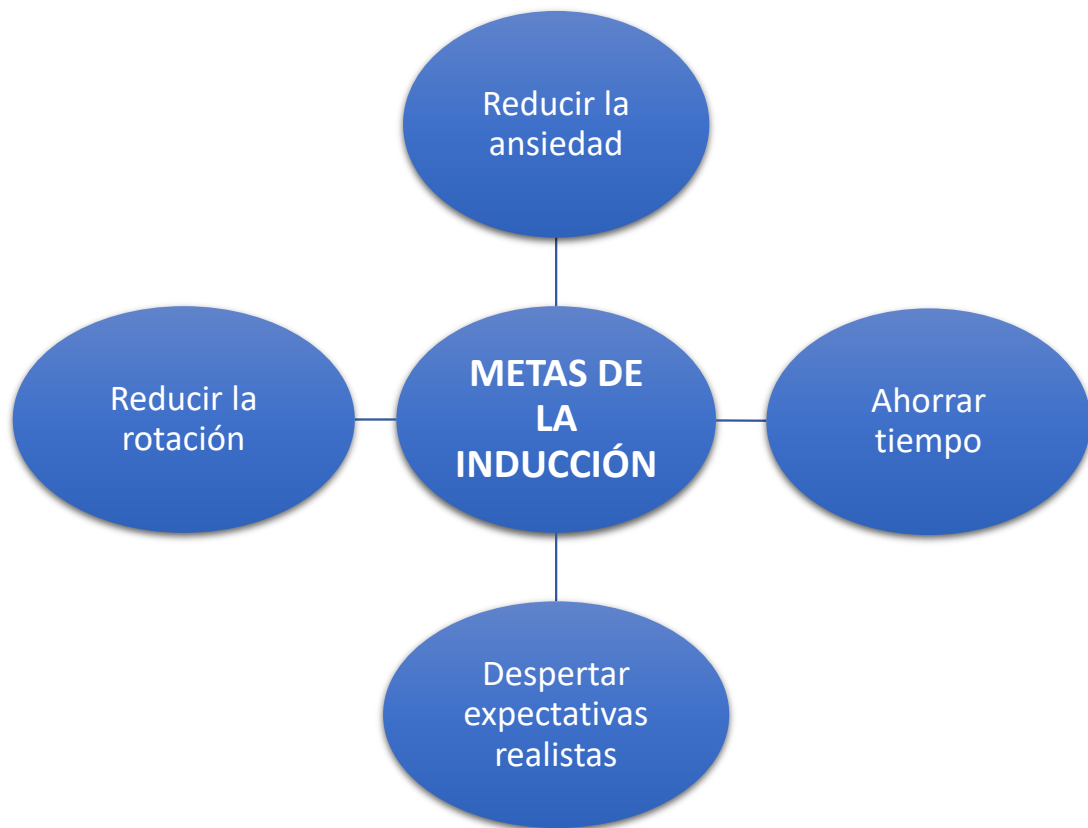 Reducir la
ansiedad
Reducir la
rotación
METAS DE
LA
INDUCCIÓN
Ahorrar
tiempo
Despertar
expectativas
realistas